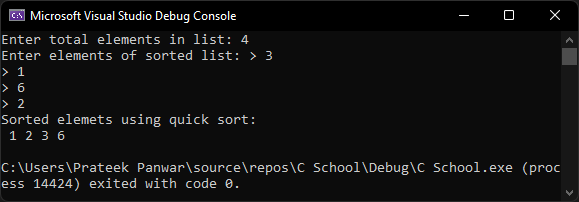 Microsoft Visual Studio Debug Console
Enter total elements in list: 4
Enter elements of sorted list: > 3
> 1
> 6
> 2
Sorted elemets using quick sort:
 1 2 3 6
C:\Users\Prateek Panwar\source\repos\C School\Debug\C School.exe (proc
ess 14424) exited with code 0.